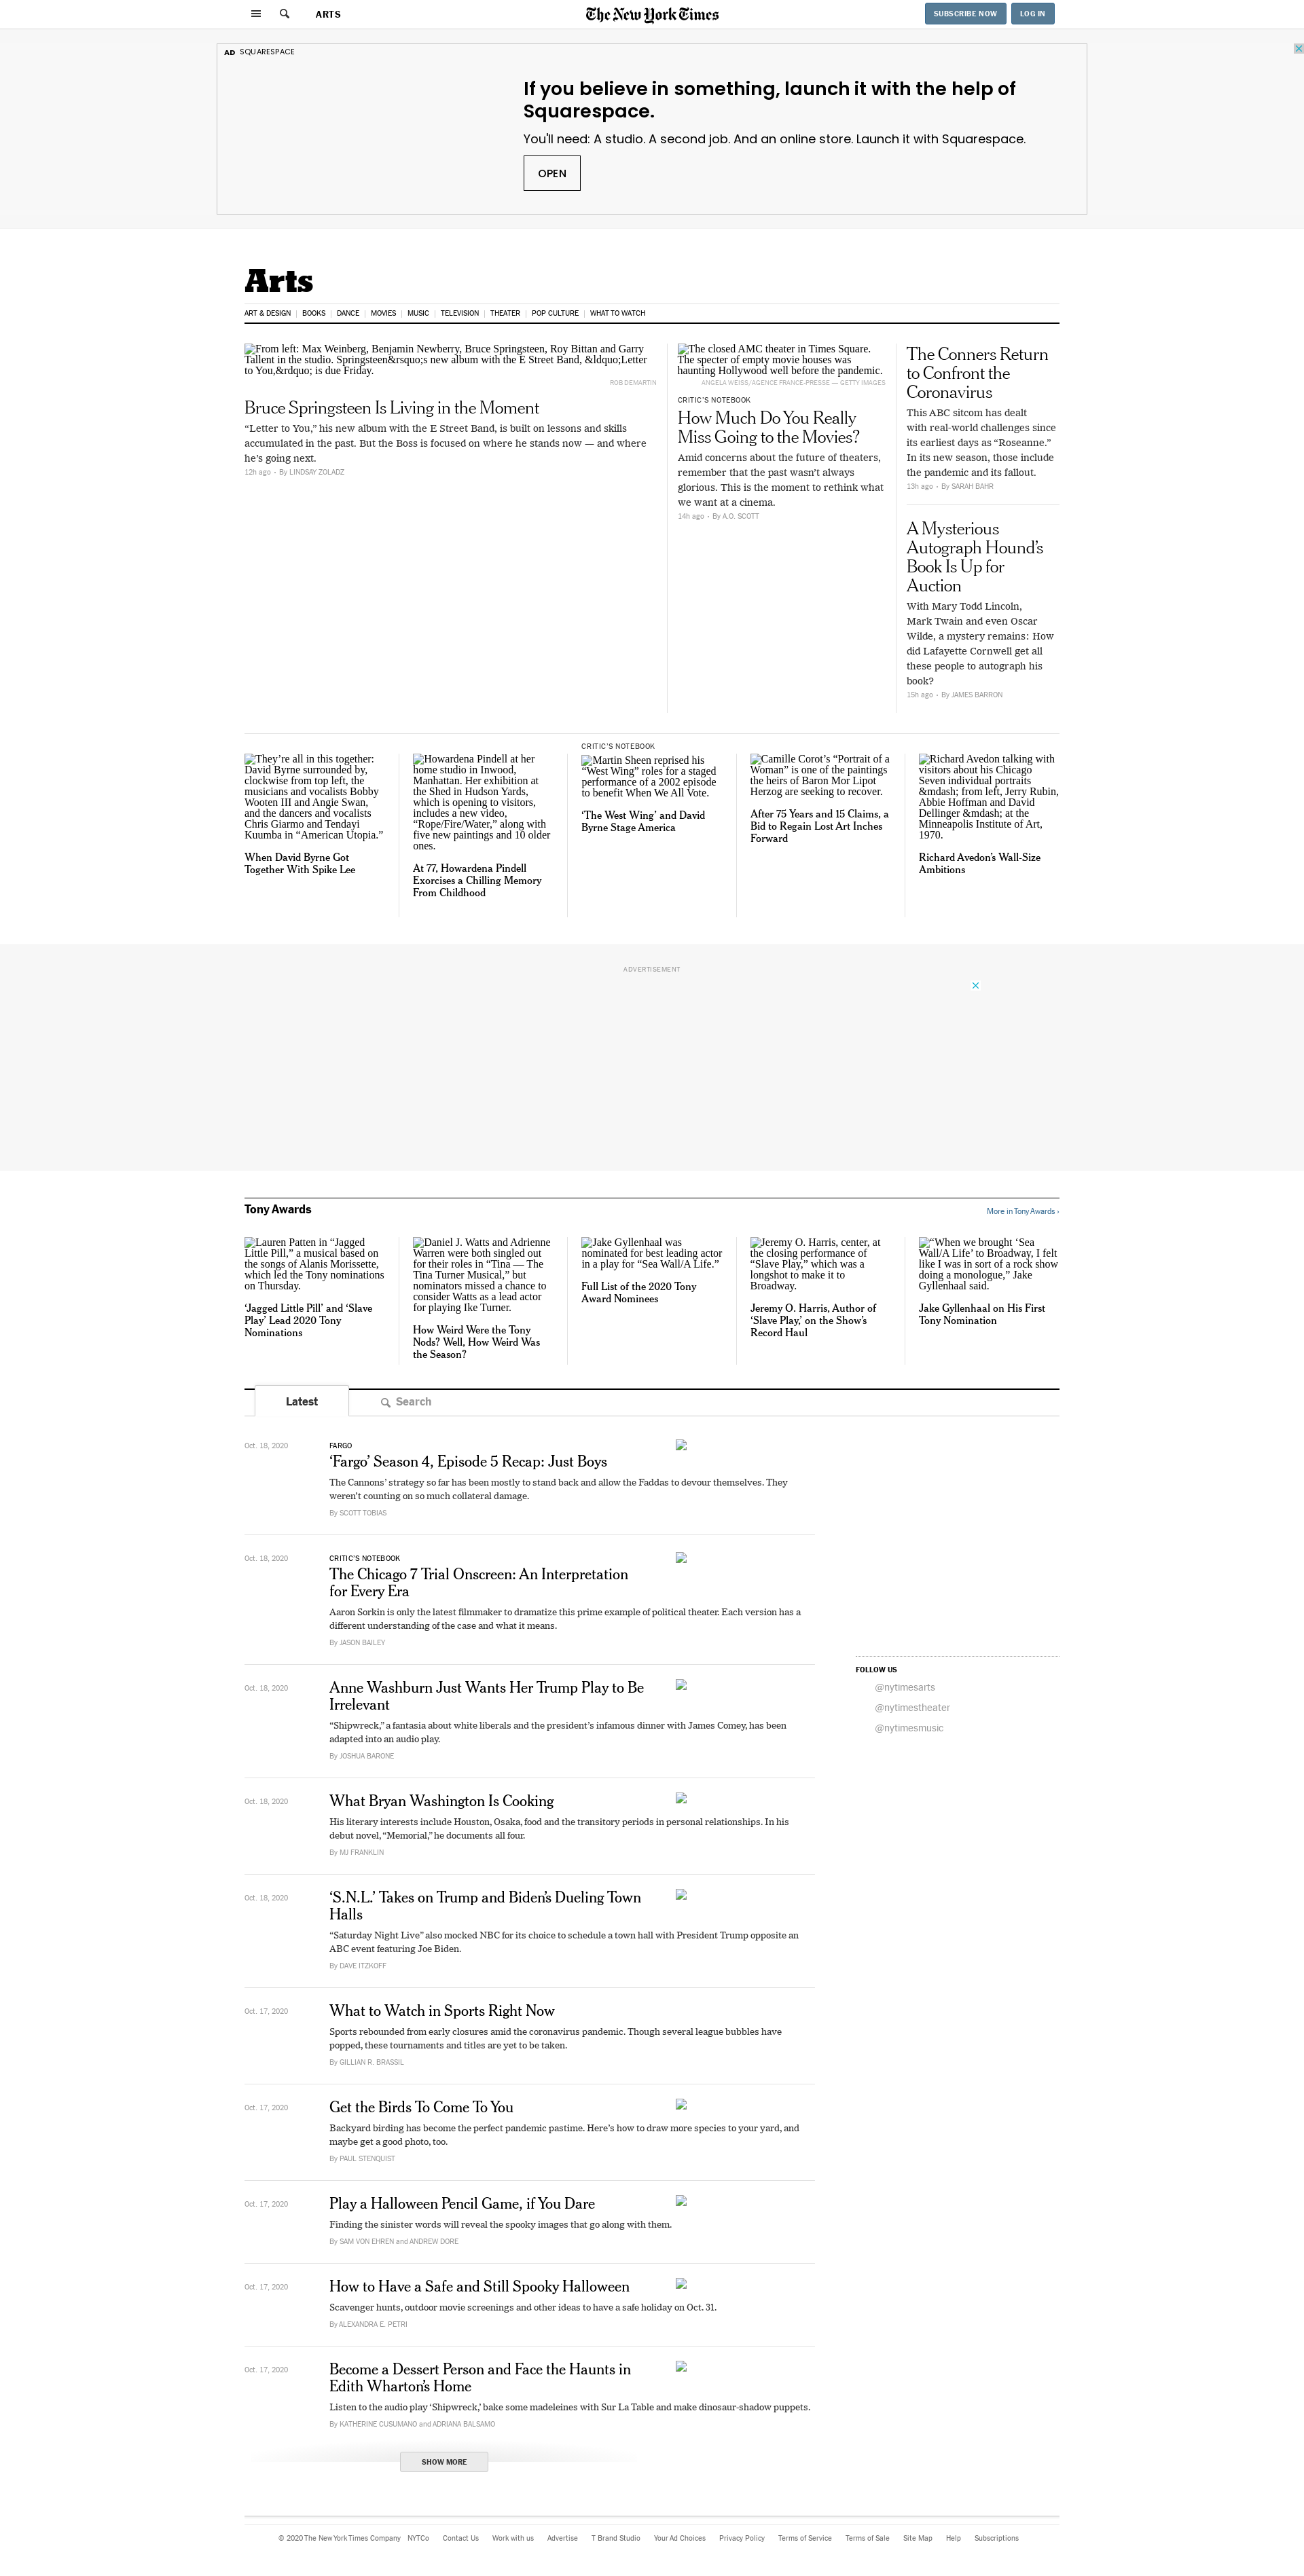 ARTS
The New York Times
SUBSCRIBE NOW
LOG IN
AD SQUARESPACE
If you believe in something, launch it with the help of
Squarespace.
You'll need: A studio. A second job. And an online store. Launch it with Squarespace.
OPEN
Arts
ART & DESIGN | BOOKS | DANCE | MOVIES | MUSIC | TELEVISION | THEATER | POP CULTURE | WHAT TO WATCH
From left: Max Weinberg, Benjamin Newberry, Bruce Springsteen, Roy Bittan and Garry
Tallent in the studio. Springsteen&rsquo;s new album with the E Street Band, &ldquo;Letter
to You,&rdquo; is due Friday.
ROB DEMARTIN
Bruce Springsteen Is Living in the Moment
“Letter to You,” his new album with the E Street Band, is built on lessons and skills
accumulated in the past. But the Boss is focused on where he stands now — and where
he’s going next.
12h ago - By LINDSAY ZOLADZ
The closed AMC theater in Times Square.
The specter of empty movie houses was
haunting Hollywood well before the pandemic.
ANGELA WEISS/AGENCE FRANCE-PRESSE — GETTY IMAGES
CRITIC’S NOTEBOOK
How Much Do You Really
Miss Going to the Movies?
Amid concerns about the future of theaters,
remember that the past wasn’t always
glorious. This is the moment to rethink what
we want at a cinema.
14h ago - By A.O. SCOTT
The Conners Return
to Confront the
Coronavirus
This ABC sitcom has dealt
with real-world challenges since
its earliest days as “Roseanne.”
In its new season, those include
the pandemic and its fallout.
13h ago - By SARAH BAHR
A Mysterious
Autograph Hound’s
Book Is Up for
Auction
With Mary Todd Lincoln,
Mark Twain and even Oscar
Wilde, a mystery remains: How
did Lafayette Cornwell get all
these people to autograph his
book?
15h ago - By JAMES BARRON
They’re all in this together:
David Byrne surrounded by,
clockwise from top left, the
musicians and vocalists Bobby
Wooten III and Angie Swan,
and the dancers and vocalists
Chris Giarmo and Tendayi
Kuumba in “American Utopia.”
When David Byrne Got
Together With Spike Lee
Howardena Pindell at her
home studio in Inwood,
Manhattan. Her exhibition at
the Shed in Hudson Yards,
which is opening to visitors,
includes a new video,
“Rope/Fire/Water,” along with
five new paintings and 10 older
ones.
At 77, Howardena Pindell
Exorcises a Chilling Memory
From Childhood
CRITIC’S NOTEBOOK
Martin Sheen reprised his
“West Wing” roles for a staged
performance of a 2002 episode
to benefit When We All Vote.
‘The West Wing’ and David
Byrne Stage America
Camille Corot’s “Portrait of a
Woman” is one of the paintings
the heirs of Baron Mor Lipot
Herzog are seeking to recover.
After 75 Years and 15 Claims, a
Bid to Regain Lost Art Inches
Forward
Richard Avedon talking with
visitors about his Chicago
Seven individual portraits
&mdash; from left, Jerry Rubin,
Abbie Hoffman and David
Dellinger &mdash; at the
Minneapolis Institute of Art,
1970.
Richard Avedon’s Wall-Size
Ambitions
ADVERTISEMENT
Tony Awards
More in Tony Awards ›
Lauren Patten in “Jagged
Little Pill,” a musical based on
the songs of Alanis Morissette,
which led the Tony nominations
on Thursday.
‘Jagged Little Pill’ and ‘Slave
Play’ Lead 2020 Tony
Nominations
Daniel J. Watts and Adrienne
Warren were both singled out
for their roles in “Tina — The
Tina Turner Musical,” but
nominators missed a chance to
consider Watts as a lead actor
for playing Ike Turner.
How Weird Were the Tony
Nods? Well, How Weird Was
the Season?
Jake Gyllenhaal was
nominated for best leading actor
in a play for “Sea Wall/A Life.”
Full List of the 2020 Tony
Award Nominees
Jeremy O. Harris, center, at
the closing performance of
“Slave Play,” which was a
longshot to make it to
Broadway.
Jeremy O. Harris, Author of
‘Slave Play,’ on the Show’s
Record Haul
“When we brought ‘Sea
Wall/A Life’ to Broadway, I felt
like I was in sort of a rock show
doing a monologue,” Jake
Gyllenhaal said.
Jake Gyllenhaal on His First
Tony Nomination
Latest
Search
Oct. 18, 2020
FARGO
‘Fargo’ Season 4, Episode 5 Recap: Just Boys
The Cannons’ strategy so far has been mostly to stand back and allow the Faddas to devour themselves. They
weren’t counting on so much collateral damage.
By SCOTT TOBIAS
Oct. 18, 2020
CRITIC’S NOTEBOOK
The Chicago 7 Trial Onscreen: An Interpretation
for Every Era
Aaron Sorkin is only the latest filmmaker to dramatize this prime example of political theater. Each version has a
different understanding of the case and what it means.
By JASON BAILEY
Oct. 18, 2020
Anne Washburn Just Wants Her Trump Play to Be
Irrelevant
“Shipwreck,” a fantasia about white liberals and the president’s infamous dinner with James Comey, has been
adapted into an audio play.
By JOSHUA BARONE
FOLLOW US
@nytimesarts
@nytimestheater
@nytimesmusic
Oct. 18, 2020
What Bryan Washington Is Cooking
His literary interests include Houston, Osaka, food and the transitory periods in personal relationships. In his
debut novel, “Memorial,” he documents all four.
By MJ FRANKLIN
Oct. 18, 2020
‘S.N.L.’ Takes on Trump and Biden’s Dueling Town
Halls
“Saturday Night Live” also mocked NBC for its choice to schedule a town hall with President Trump opposite an
ABC event featuring Joe Biden.
By DAVE ITZKOFF
Oct. 17, 2020
What to Watch in Sports Right Now
Sports rebounded from early closures amid the coronavirus pandemic. Though several league bubbles have
popped, these tournaments and titles are yet to be taken.
By GILLIAN R. BRASSIL
Oct. 17, 2020
Get the Birds To Come To You
Backyard birding has become the perfect pandemic pastime. Here’s how to draw more species to your yard, and
maybe get a good photo, too.
By PAUL STENQUIST
Oct. 17, 2020
Play a Halloween Pencil Game, if You Dare
Finding the sinister words will reveal the spooky images that go along with them.
By SAM VON EHREN and ANDREW DORE
Oct. 17, 2020
How to Have a Safe and Still Spooky Halloween
Scavenger hunts, outdoor movie screenings and other ideas to have a safe holiday on Oct. 31.
By ALEXANDRA E. PETRI
Oct. 17, 2020
Become a Dessert Person and Face the Haunts in
Edith Wharton’s Home
Listen to the audio play ‘Shipwreck,’ bake some madeleines with Sur La Table and make dinosaur-shadow puppets.
By KATHERINE CUSUMANO and ADRIANA BALSAMO
SHOW MORE
© 2020 The New York Times Company NYTCo Contact Us Work with us Advertise T Brand Studio Your Ad Choices Privacy Policy Terms of Service Terms of Sale Site Map Help Subscriptions